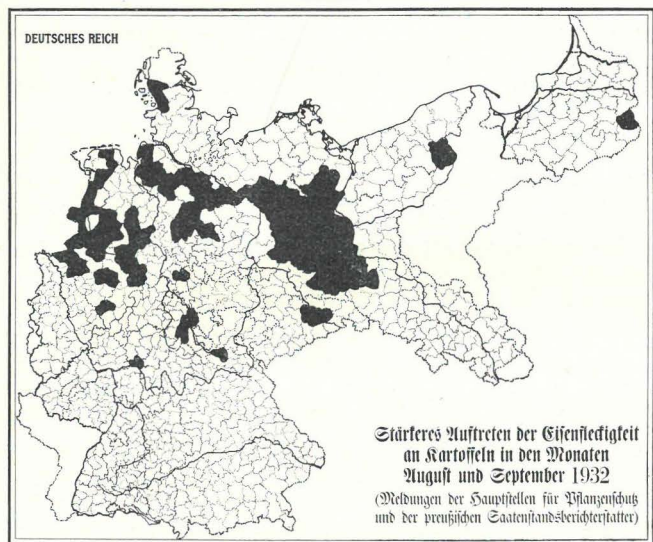 DEUTSCHES REICH
Stärkeres Auftreten der Eisenfleckigkeit
an Kartoffeln in den Monaten
August und September 1932
(Meldungen der Hauptstellen für Pflanzenschutz
und der preußischen Saatenstandsberichterstatter)